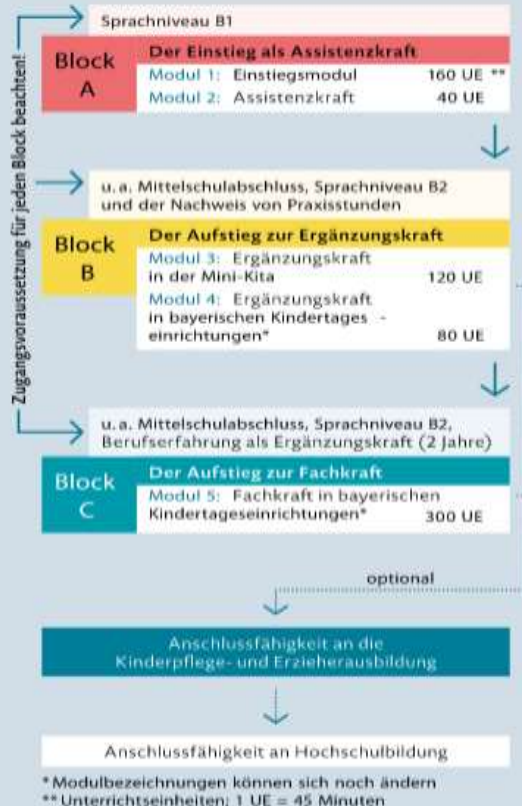 Zugangsvoraussetzung für jeden Block beachten!
Sprachniveau B1
Block A
Der Einstieg als Assistenzkraft
Modul 1: Einstiegsmodul 160 UE **
Modul 2: Assistenzkraft 40 UE
u. a. Mittelschulabschluss, Sprachniveau B2
und der Nachweis von Praxisstunden
Block B
Der Aufstieg zur Ergänzungskraft
Modul 3: Ergänzungskraft
in der Mini-Kita 120 UE
Modul 4: Ergänzungskraft
in bayerischen Kindertages -
einrichtungen* 80 UE
u. a. Mittelschulabschluss, Sprachniveau B2,
Berufserfahrung als Ergänzungskraft (2 Jahre)
Block C
Der Aufstieg zur Fachkraft
Modul 5: Fachkraft in bayerischen
Kindertageseinrichtungen* 300 UE
optional
Anschlussfähigkeit an die
Kinderpflege- und Erzieherausbildung
Anschlussfähigkeit an Hochschulbildung
* Modulbezeichnungen können sich noch ändern
** Unterrichtseinheiten; 1 UE = 45 Minuten